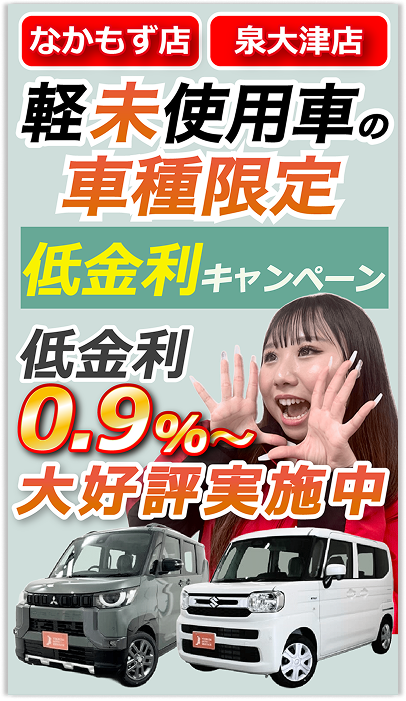 なかもず店 泉大津店
軽未使用車の
車種限定
低金利キャンペーン
低金利
0.9%～
大好評実施中